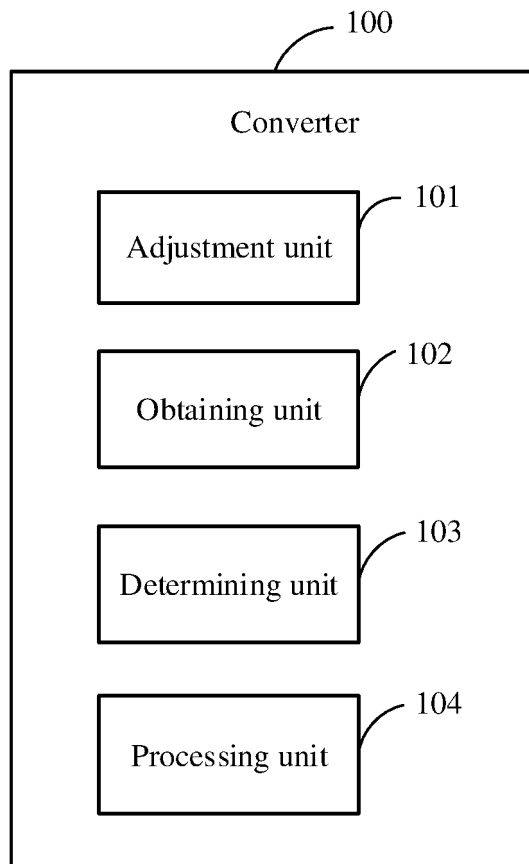 100
Converter
101
Adjustment unit
102
Obtaining unit
103
Determining unit
104
Processing unit